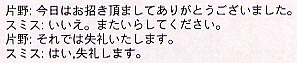 片野: 今日はお招き頂ましてありがとうございました。
スミス: いいえ。またいらしてください。
片野: それでは失礼いたします。
スミス: はい,失礼します。